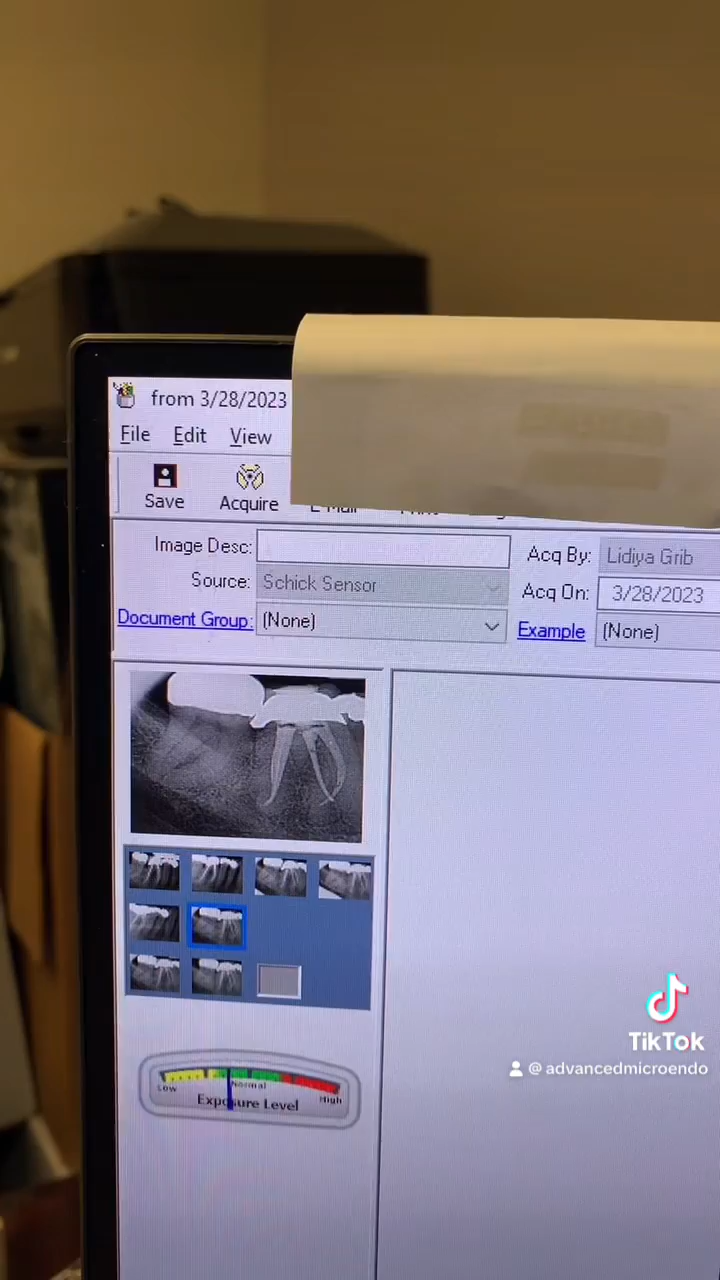 from 3/28/2023
File Edit View
Save Acquire
Image Desc:
Acq By: Lidiya Grib
Source: Schick Sensor
Acq On: 3/28/2023
Document Group: (None)
Example (None)
Low Normal High
Exposure Level
TikTok
@advancedmicroendo